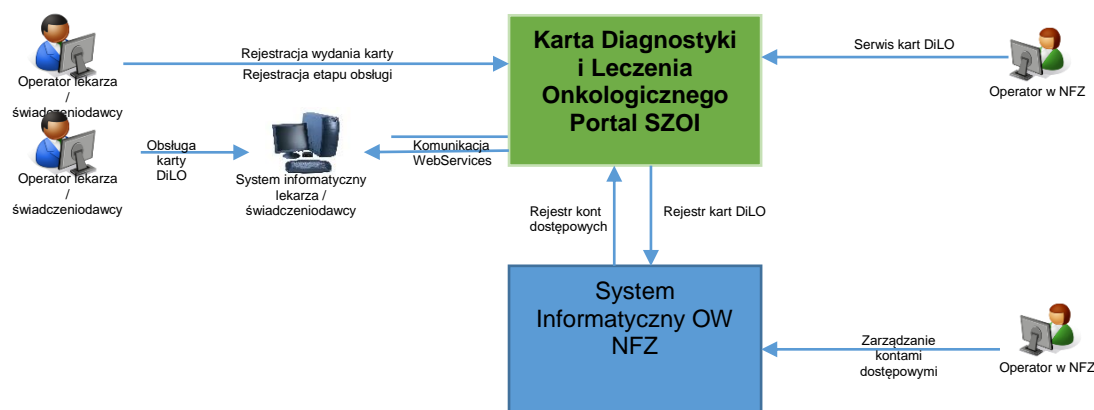 Operator lekarza
/
świadczeniodawcy
Rejestracja wydania karty
Rejestracja etapu obsługi
Karta Diagnostyki
i Leczenia
Onkologicznego
Portal SZOI
Serwis kart DiLO
Operator w NFZ
Operator lekarza
/
świadczeniodawcy
Obsługa
karty
DiLO
System informatyczny
lekarza /
świadczeniodawcy
Komunikacja
WebServices
Rejestr kont
dostępowych
Rejestr kart DiLO
System
Informatyczny OW
NFZ
Zarządzanie
kontami
dostępowymi
Operator w NFZ